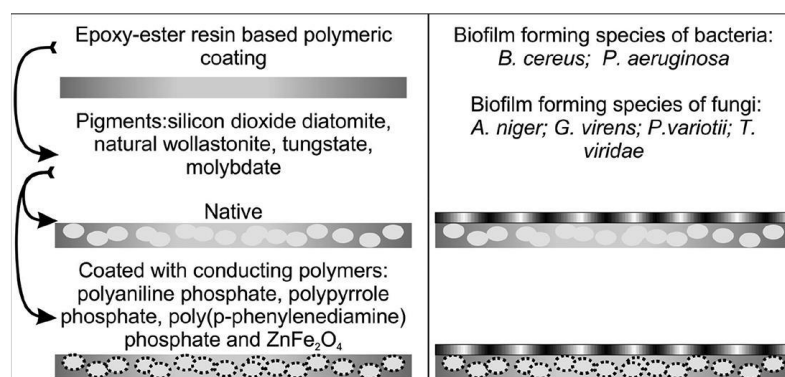 Epoxy-ester resin based polymeric
coating
Pigments:silicon dioxide diatomite,
natural wollastonite, tungstate,
molybdate
Native
Coated with conducting polymers:
polyaniline phosphate, polypyrrole
phosphate, poly(p-phenylenediamine)
phosphate and ZnFe₂O₄
Biofilm forming species of bacteria:
B. cereus; P. aeruginosa
Biofilm forming species of fungi:
A. niger; G. virens; P.variotii; T.
viridae